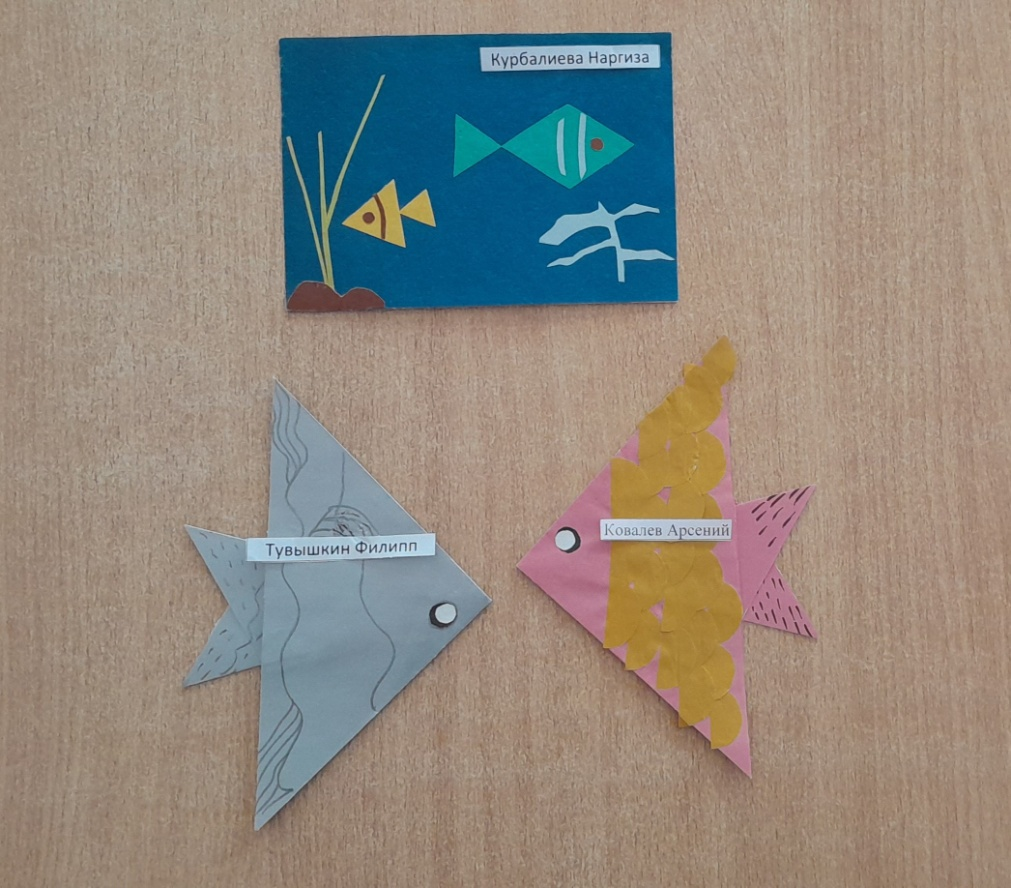 Курбалиева Наргиза
Тувышкин Филипп
Ковалев Арсений